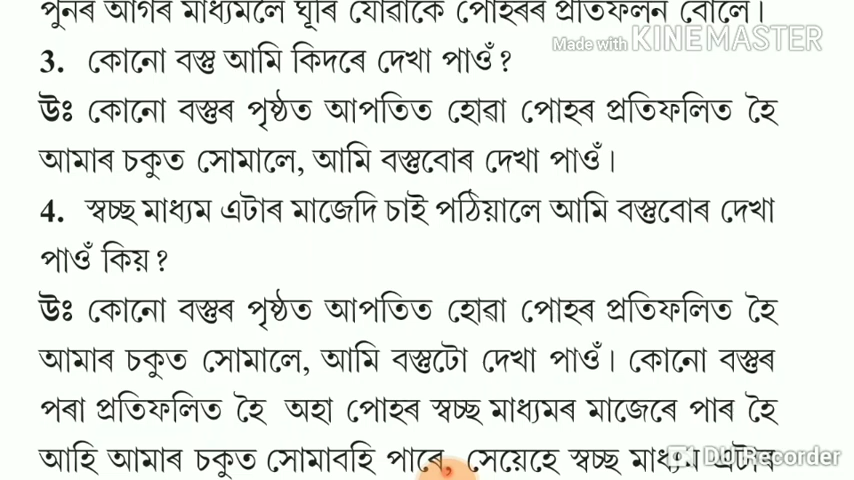 পুনৰ আগৰ মাধ্যমলৈ ঘূৰি যোৱাকে পোহৰৰ প্ৰতিফলন বোলে।
Made with KINEMASTER
3. কোনো বস্তু আমি কিদৰে দেখা পাওঁ?
উঃ কোনো বস্তুৰ পৃষ্ঠত আপতিত হোৱা পোহৰ প্ৰতিফলিত হৈ
আমাৰ চকুত সোমালে, আমি বস্তুবোৰ দেখা পাওঁ।
4. স্বচ্ছ মাধ্যম এটাৰ মাজেদি চাই পঠিয়ালে আমি বস্তুবোৰ দেখা
পাওঁ কিয়?
উঃ কোনো বস্তুৰ পৃষ্ঠত আপতিত হোৱা পোহৰ প্ৰতিফলিত হৈ
আমাৰ চকুত সোমালে, আমি বস্তুটো দেখা পাওঁ। কোনো বস্তুৰ
পৰা প্ৰতিফলিত হৈ অহা পোহৰ স্বচ্ছ মাধ্যমৰ মাজেৰে পাৰ হৈ
আহি আমাৰ চকুত সোমাবহি পাৰে, সেয়েহে স্বচ্ছ মাধ্যম এটাৰ
DU Recorder